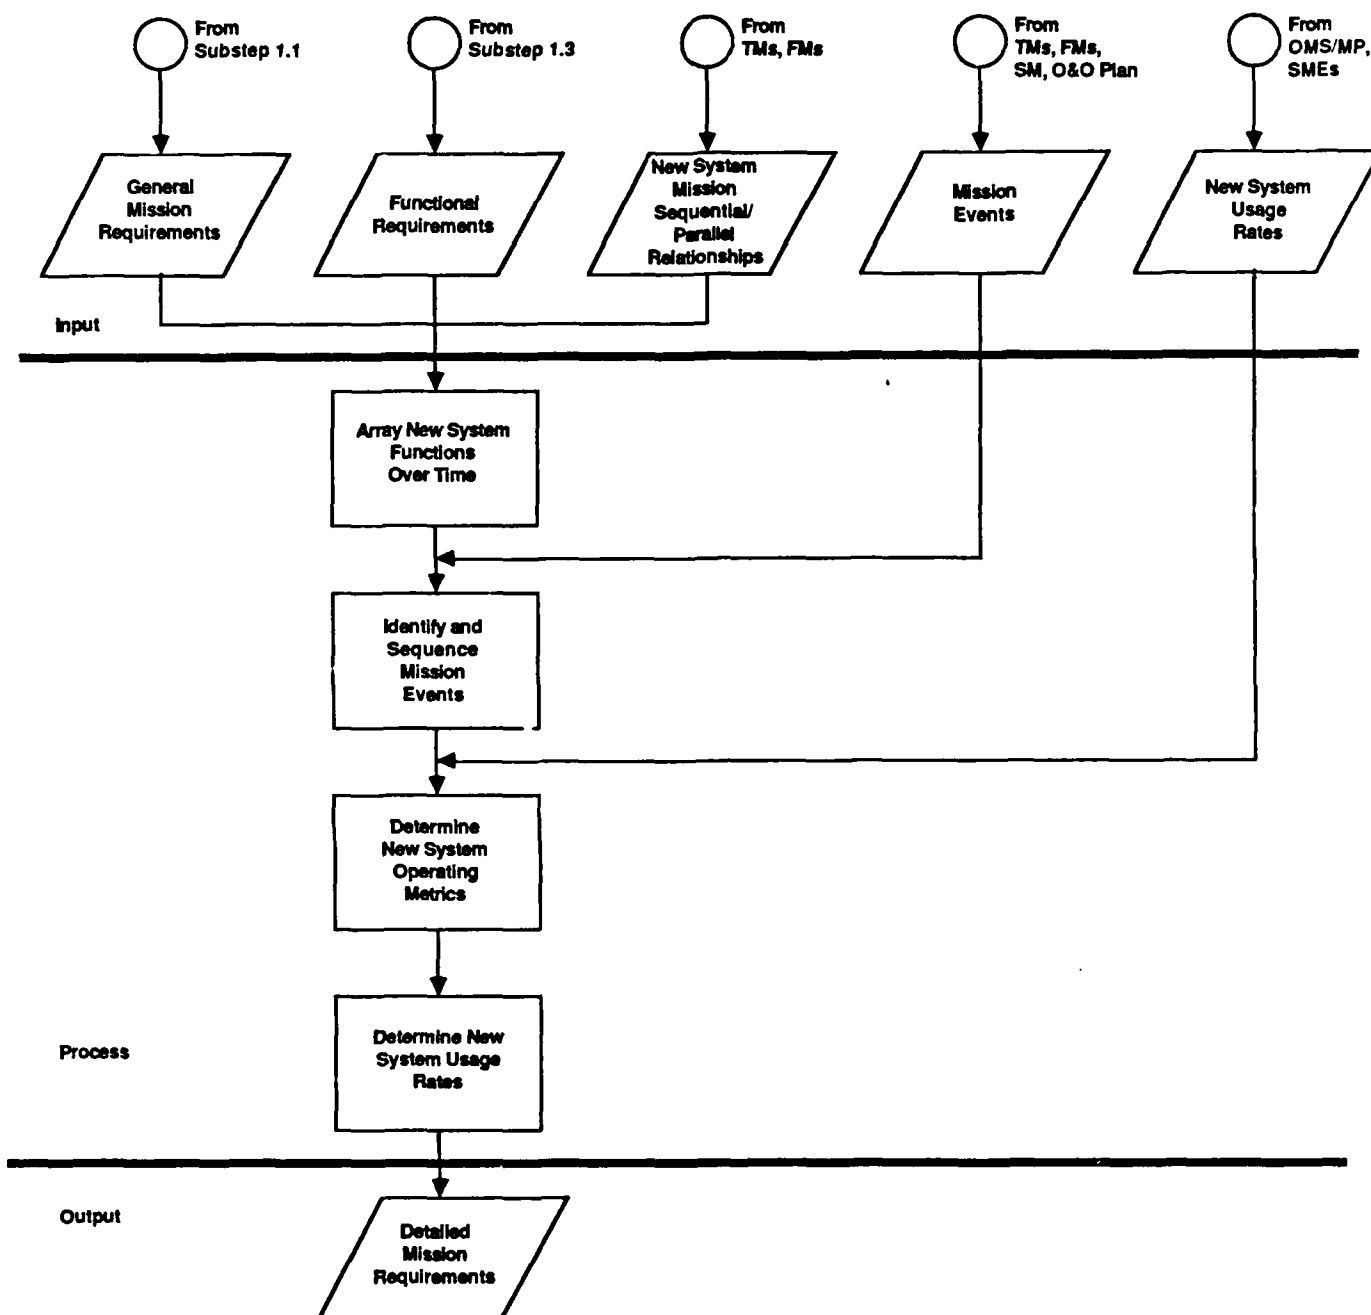 From
Substep 1.1
From
Substep 1.3
From
TMs, FMs
From
TMs, FMs,
SM, O&O Plan
From
OMS/MP,
SMEs
General
Mission
Requirements
Functional
Requirements
New System
Mission
Sequential/
Parallel
Relationships
Mission
Events
New System
Usage
Rates
Input
Array New System
Functions
Over Time
Identify and
Sequence
Mission
Events
Determine
New System
Operating
Metrics
Process
Determine New
System Usage
Rates
Output
Detailed
Mission
Requirements